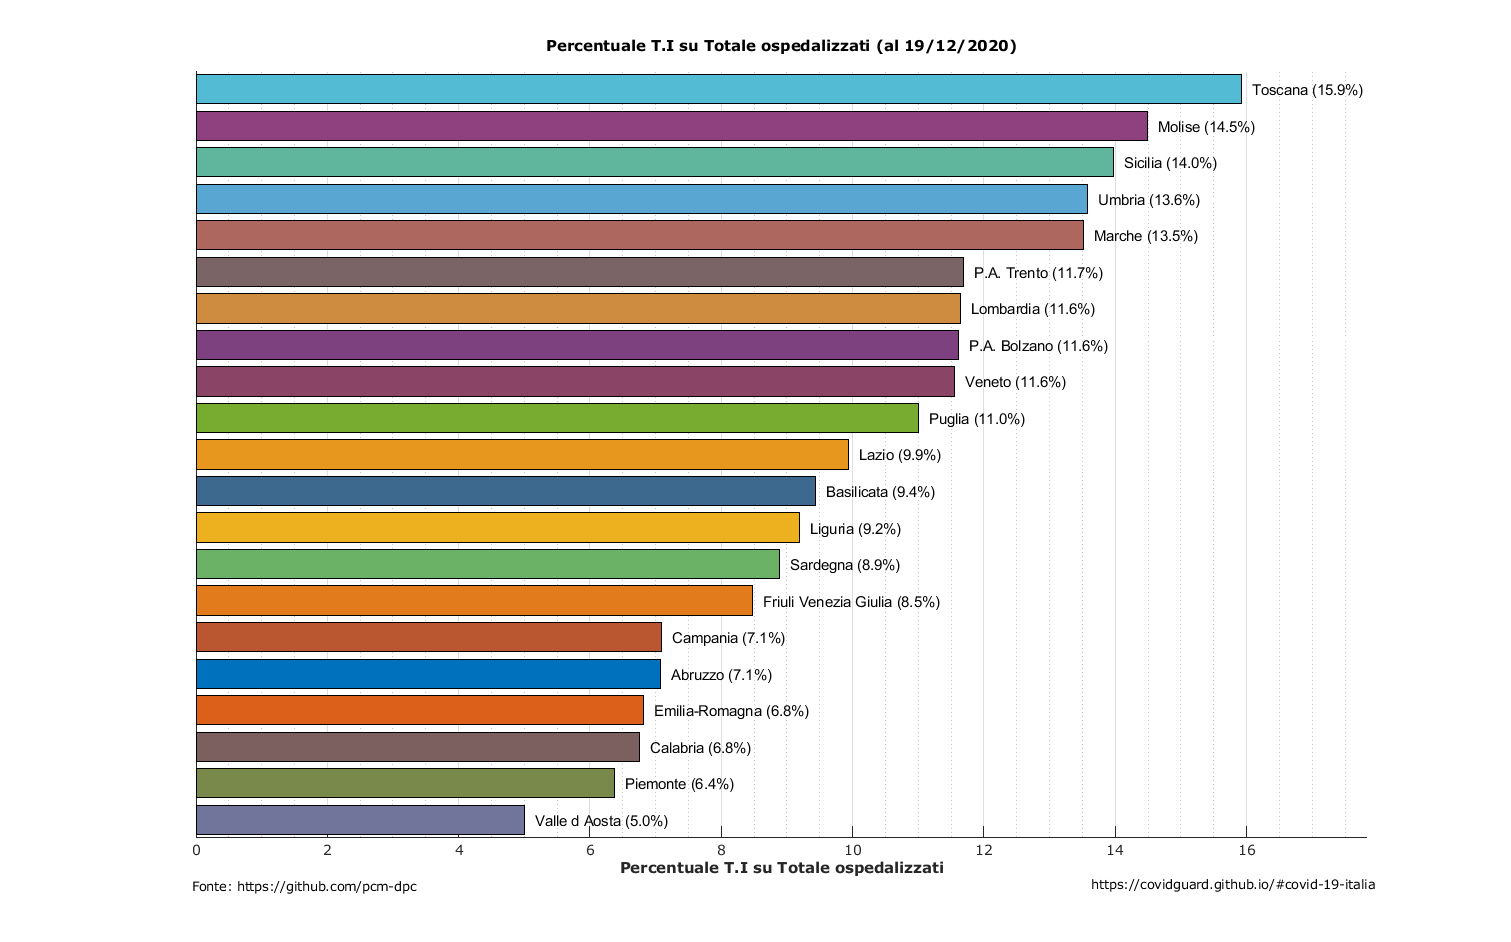 Percentuale T.I su Totale ospedalizzati (al 19/12/2020)
Toscana (15.9%)
Molise (14.5%)
Sicilia (14.0%)
Umbria (13.6%)
Marche (13.5%)
P.A. Trento (11.7%)
Lombardia (11.6%)
P.A. Bolzano (11.6%)
Veneto (11.6%)
Puglia (11.0%)
Lazio (9.9%)
Basilicata (9.4%)
Liguria (9.2%)
Sardegna (8.9%)
Friuli Venezia Giulia (8.5%)
Campania (7.1%)
Abruzzo (7.1%)
Emilia-Romagna (6.8%)
Calabria (6.8%)
Piemonte (6.4%)
Valle d Aosta (5.0%)
0 2 4 6 8 10 12 14 16
Percentuale T.I su Totale ospedalizzati
Fonte: https://github.com/pcm-dpc
https://covidguard.github.io/#covid-19-italia